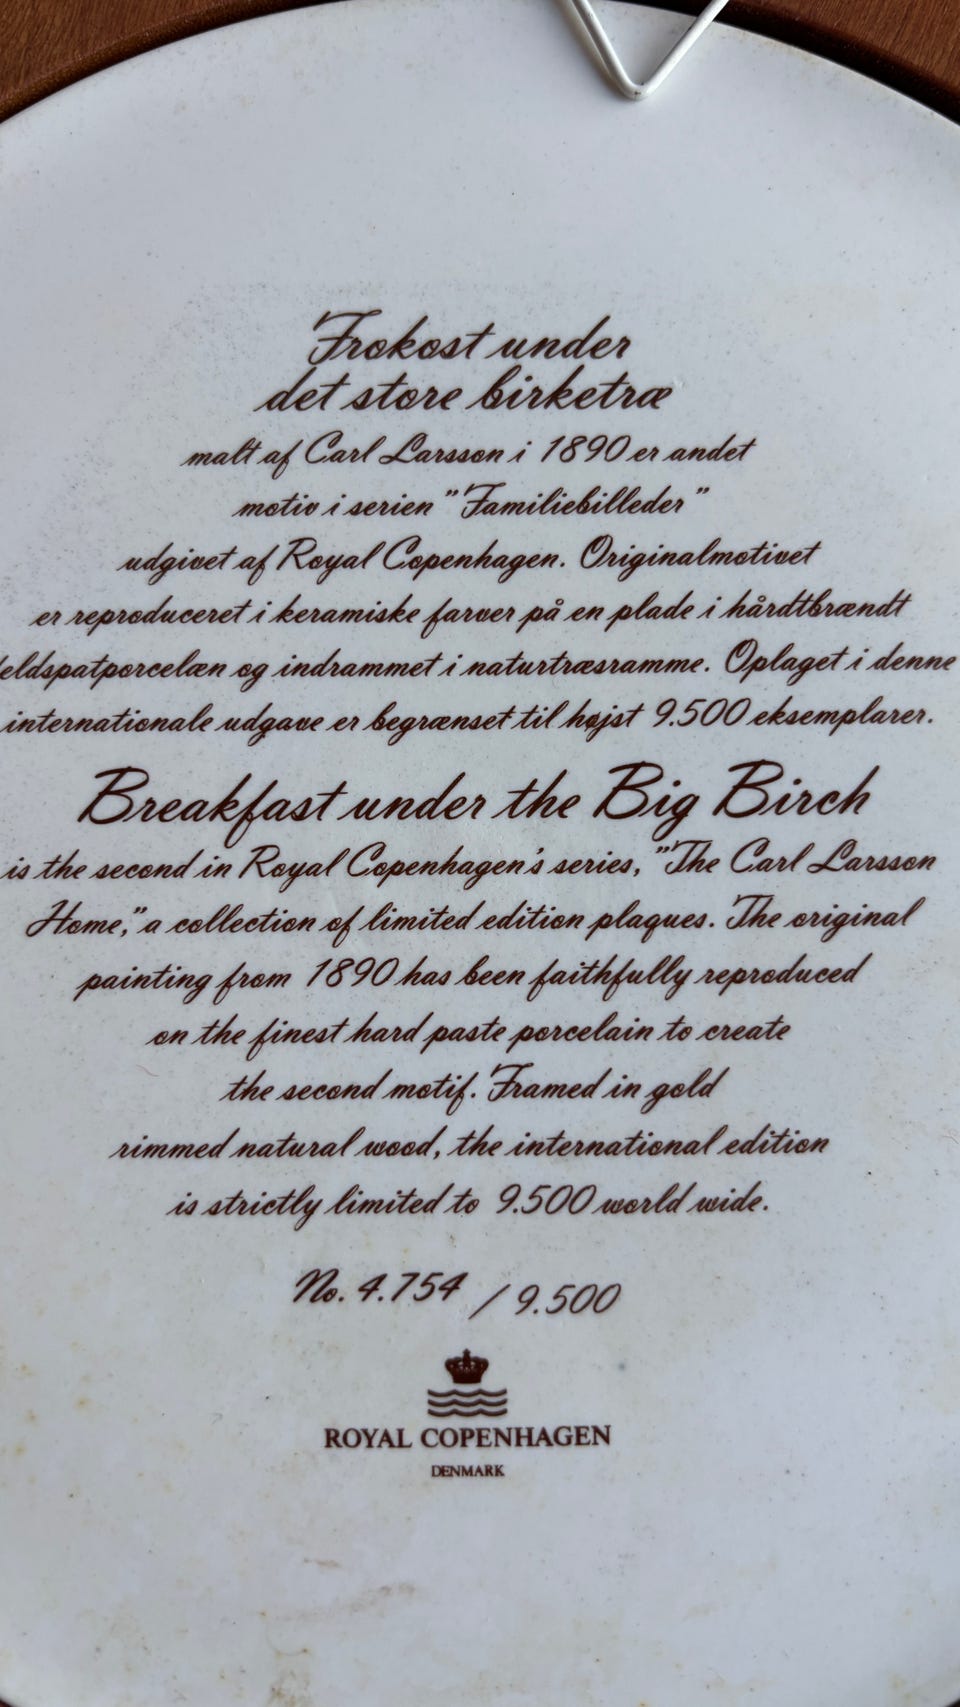 Frokost under
det store birketræ
malt af Carl Larsson i 1890 er andet
motiv i serien "Familiebilleder"
udgivet af Royal Copenhagen. Originalmotivet
er reproduceret i keramiske farver på en plade i hårdtbrændt
eldspatporcelæn og indrammet i naturtræsramme. Oplaget i denne
internationale udgave er begrænset til højst 9.500 eksemplarer.
Breakfast under the Big Birch
is the second in Royal Copenhagen's series, "The Carl Larsson
Home," a collection of limited edition plaques. The original
painting from 1890 has been faithfully reproduced
on the finest hard paste porcelain to create
the second motif. Framed in gold
rimmed natural wood, the international edition
is strictly limited to 9.500 world wide.
No. 4.754 / 9.500
ROYAL COPENHAGEN
DENMARK